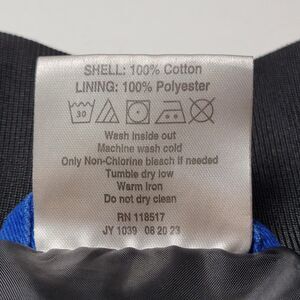 SHELL: 100% Cotton
LINING: 100% Polyester
30
Wash inside out
Machine wash cold
Only Non-Chlorine bleach if needed
Tumble dry low
Warm Iron
Do not dry clean
RN 118517
JY 1039 08 20 23